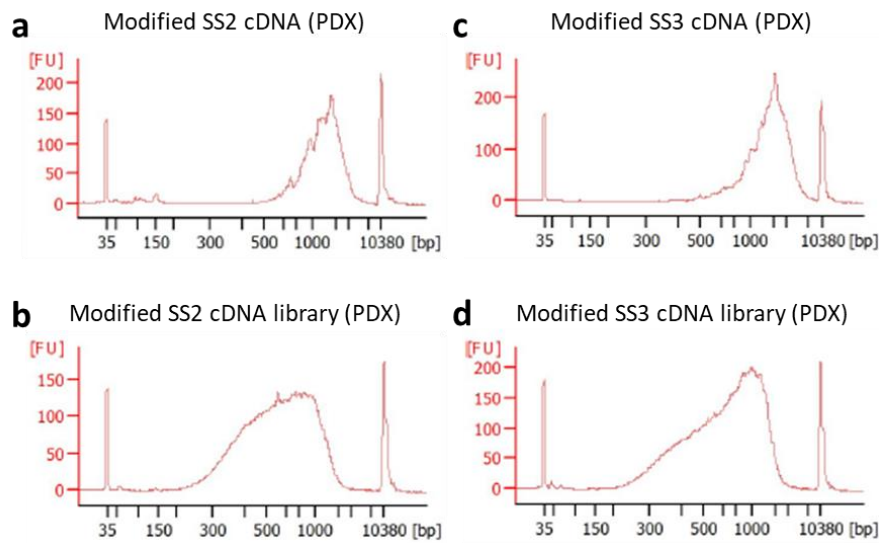 a Modified SS2 cDNA (PDX)
[FU]
200
150
100
50
0
35 150 300 500 1000 10380 [bp]
c Modified SS3 cDNA (PDX)
[FU]
200
100
0
35 150 300 500 1000 10380 [bp]
b Modified SS2 cDNA library (PDX)
[FU]
150
100
50
0
35 150 300 500 1000 10380 [bp]
d Modified SS3 cDNA library (PDX)
[FU]
200
150
100
50
0
35 300 500 1000 10380 [bp]